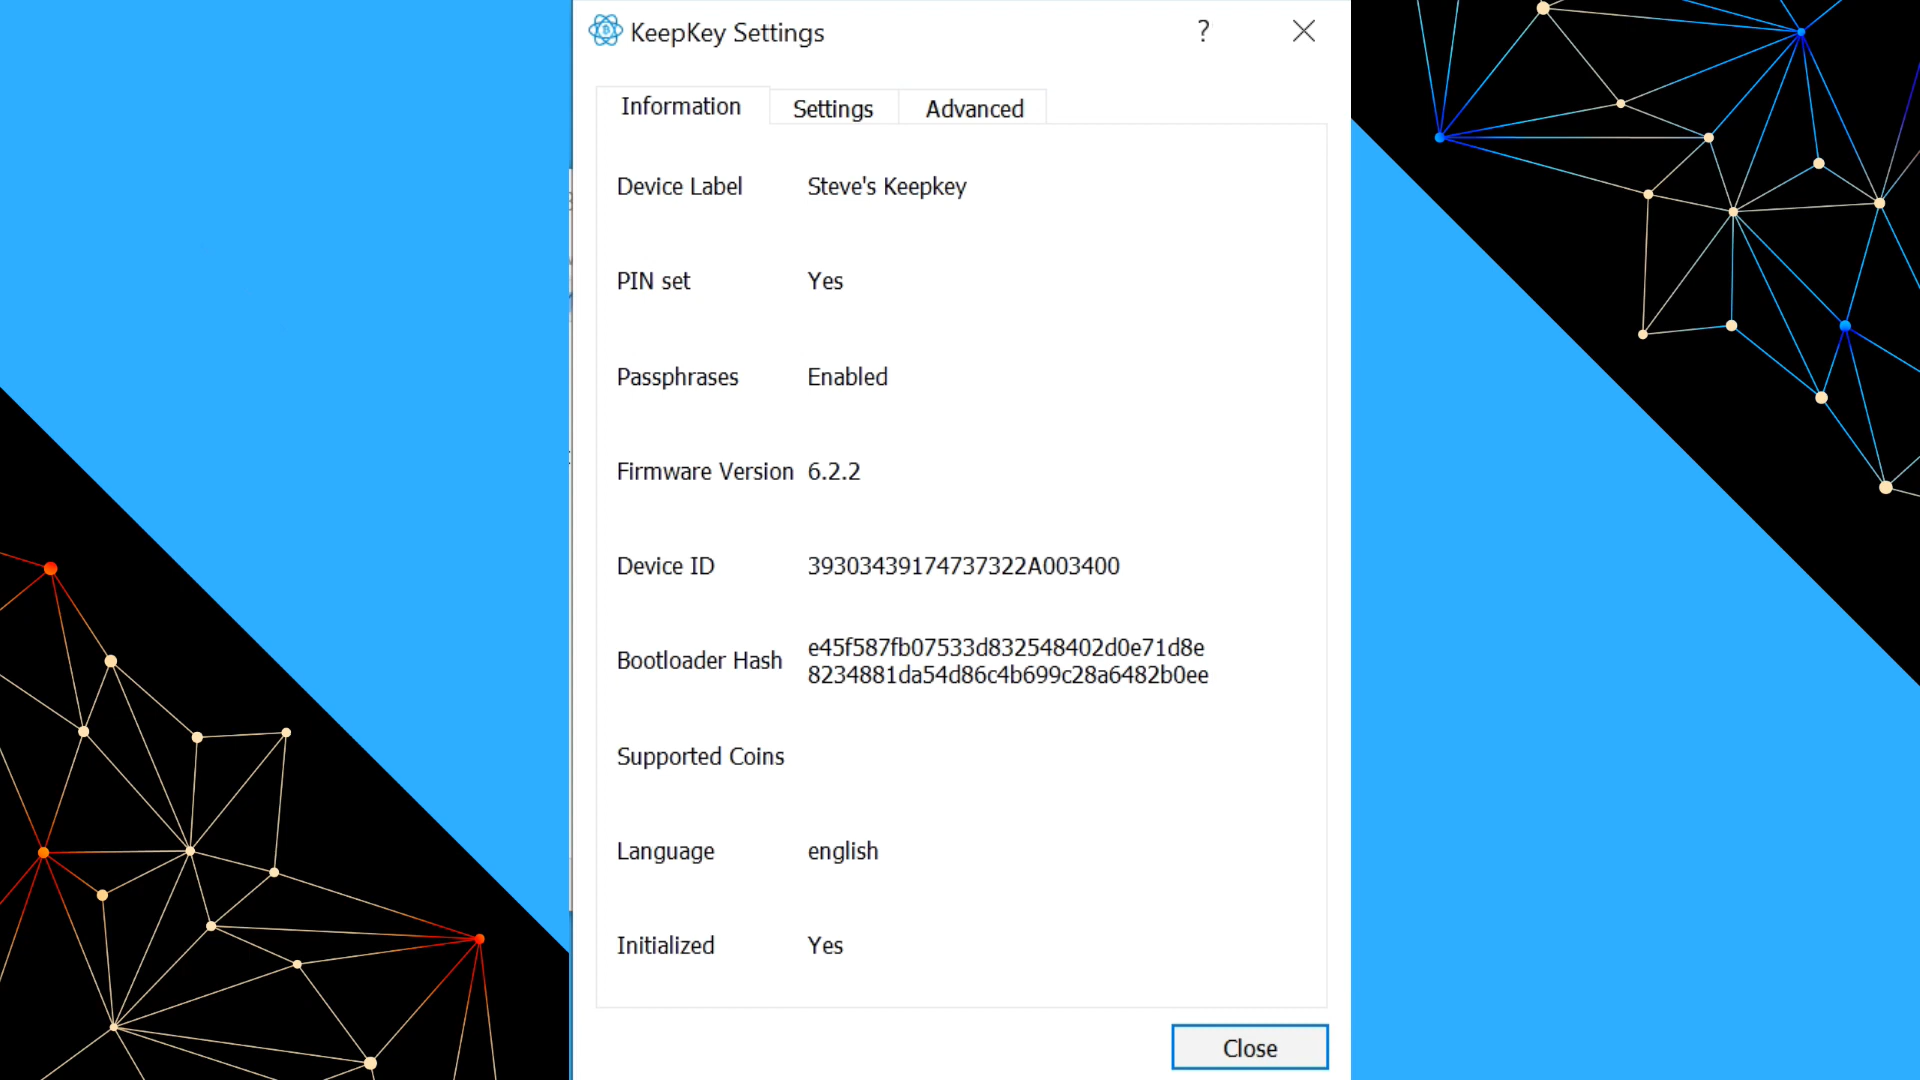 KeepKey Settings
Information Settings Advanced
Device Label Steve's Keepkey
PIN set Yes
Passphrases Enabled
Firmware Version 6.2.2
Device ID 39303439174737322A003400
Bootloader Hash e45f587fb07533d832548402d0e71d8e
8234881da54d86c4b699c28a6482b0ee
Supported Coins
Language english
Initialized Yes
Close